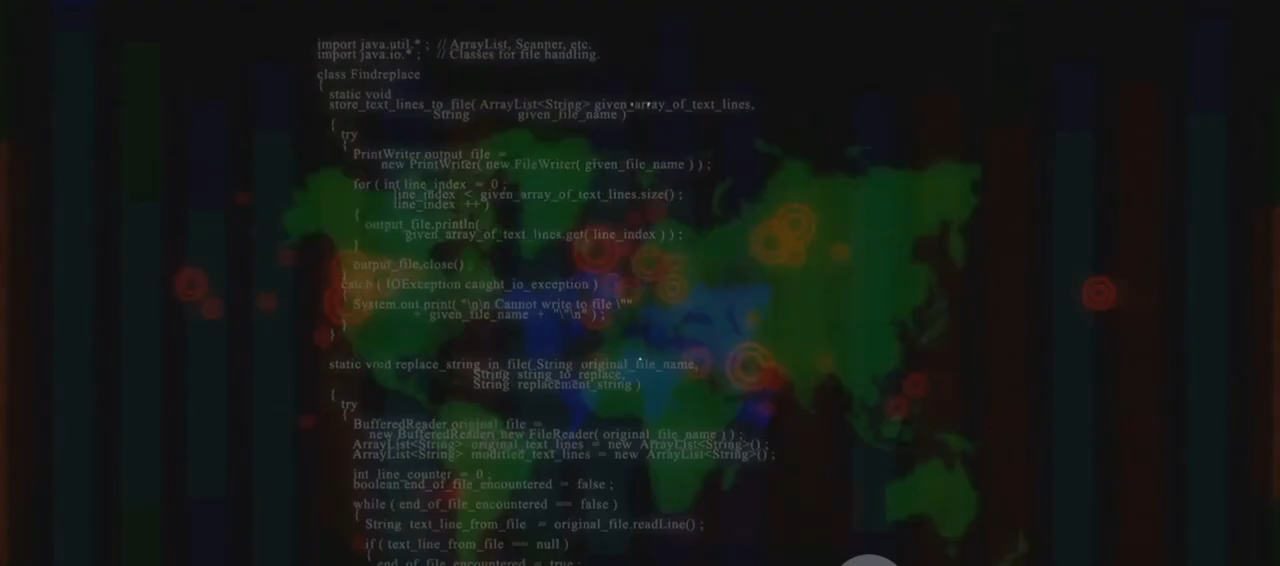 import java.util.* ; // ArrayList, Scanner, etc.
import java.io.* ; // Classes for file handling.
class Findreplace
{
static void
store_text_lines_to_file( ArrayList<String> given_array_of_text_lines,
String given_file_name )
{
try
{
PrintWriter output_file =
new PrintWriter( new FileWriter( given_file_name ) ) ;
for ( int line_index = 0 ;
line_index < given_array_of_text_lines.size() ;
line_index ++ )
{
output_file.println(
given_array_of_text_lines.get( line_index ) ) ;
}
output_file.close() ;
}
catch ( IOException caught_io_exception )
{
System.out.print( "\n\n Cannot write to file \""
+ given_file_name + "\"\n" ) ;
}
}
static void replace_string_in_file( String original_file_name,
String string_to_replace,
String replacement_string )
{
try
{
BufferedReader original_file =
new BufferedReader( new FileReader( original_file_name ) ) ;
ArrayList<String> original_text_lines = new ArrayList<String>() ;
ArrayList<String> modified_text_lines = new ArrayList<String>() ;
int line_counter = 0 ;
boolean end_of_file_encountered = false ;
while ( end_of_file_encountered == false )
{
String text_line_from_file = original_file.readLine() ;
if ( text_line_from_file == null )
{
end_of_file_encountered = true ;